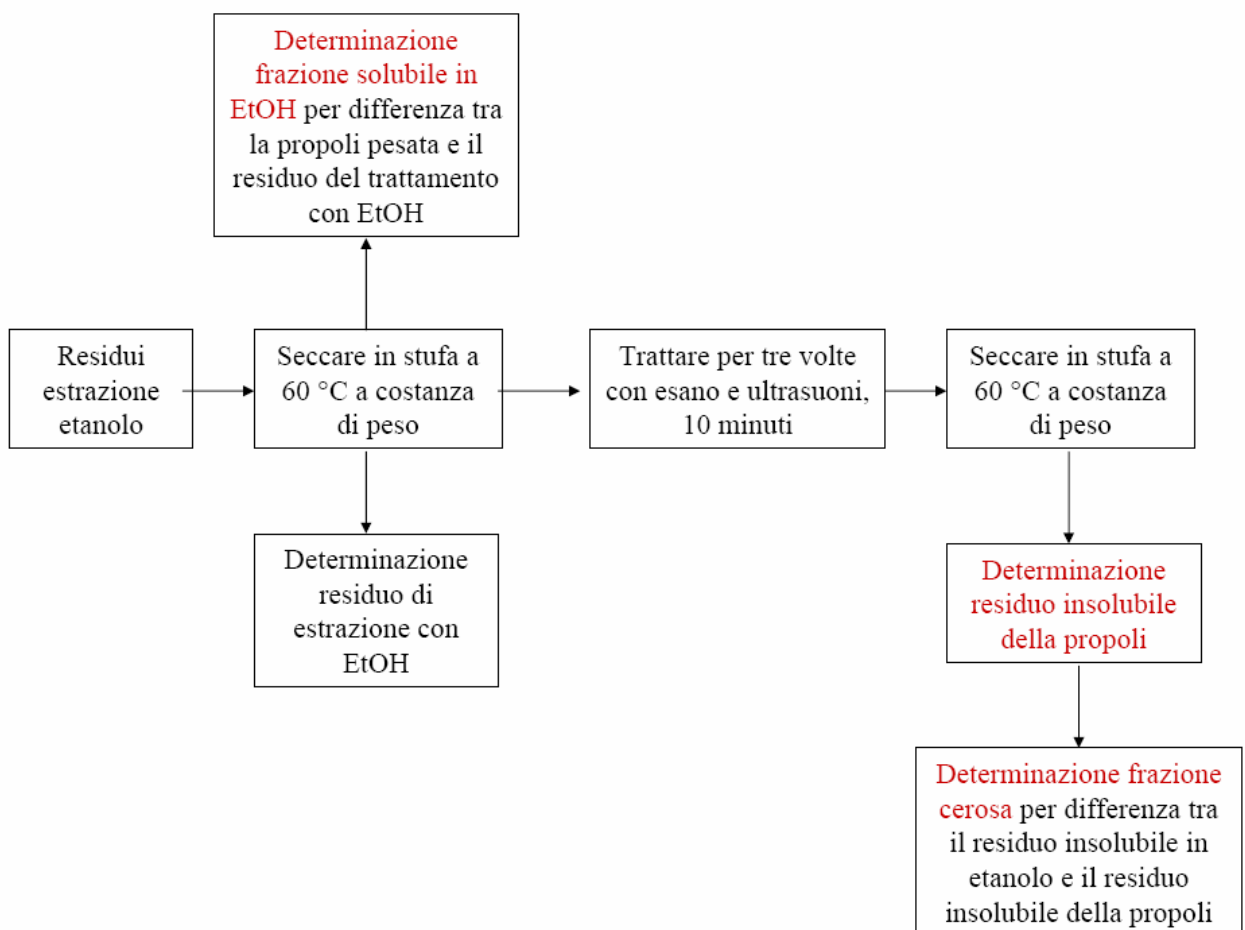 Determinazione
frazione solubile in
EtOH per differenza tra
la propoli pesata e il
residuo del trattamento
con EtOH
Residui
estrazione
etanolo
Seccare in stufa a
60 °C a costanza
di peso
Trattare per tre volte
con esano e ultrasuoni,
10 minuti
Seccare in stufa a
60 °C a costanza
di peso
Determinazione
residuo di
estrazione con
EtOH
Determinazione
residuo insolubile
della propoli
Determinazione frazione
cerosa per differenza tra
il residuo insolubile in
etanolo e il residuo
insolubile della propoli